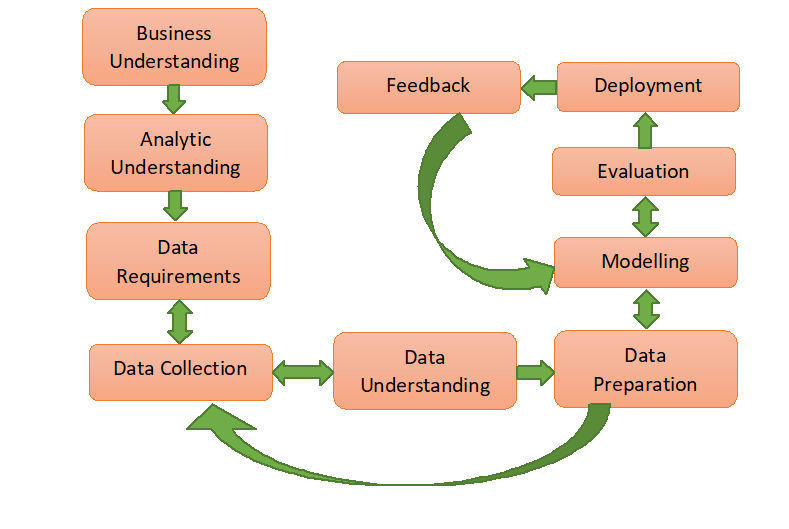 Business
Understanding
Analytic
Understanding
Data
Requirements
Data Collection
Data
Understanding
Data
Preparation
Modelling
Evaluation
Deployment
Feedback